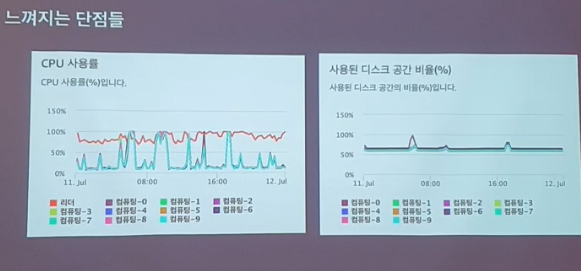 느껴지는 단점들
CPU 사용률
CPU 사용률(%)입니다.
150%
100%
50%
0%
11. Jul
08:00
16:00
12. Jul
리더
컴퓨팅-0
컴퓨팅-1
컴퓨팅-2
컴퓨팅-3
컴퓨팅-4
컴퓨팅-5
컴퓨팅-6
컴퓨팅-7
컴퓨팅-8
컴퓨팅-9
사용된 디스크 공간 비율(%)
사용된 디스크 공간의 비율(%)입니다.
150%
100%
50%
0%
11. Jul
08:00
16:00
12. Jul
컴퓨팅-0
컴퓨팅-1
컴퓨팅-2
컴퓨팅-3
컴퓨팅-4
컴퓨팅-5
컴퓨팅-6
컴퓨팅-7
컴퓨팅-8
컴퓨팅-9